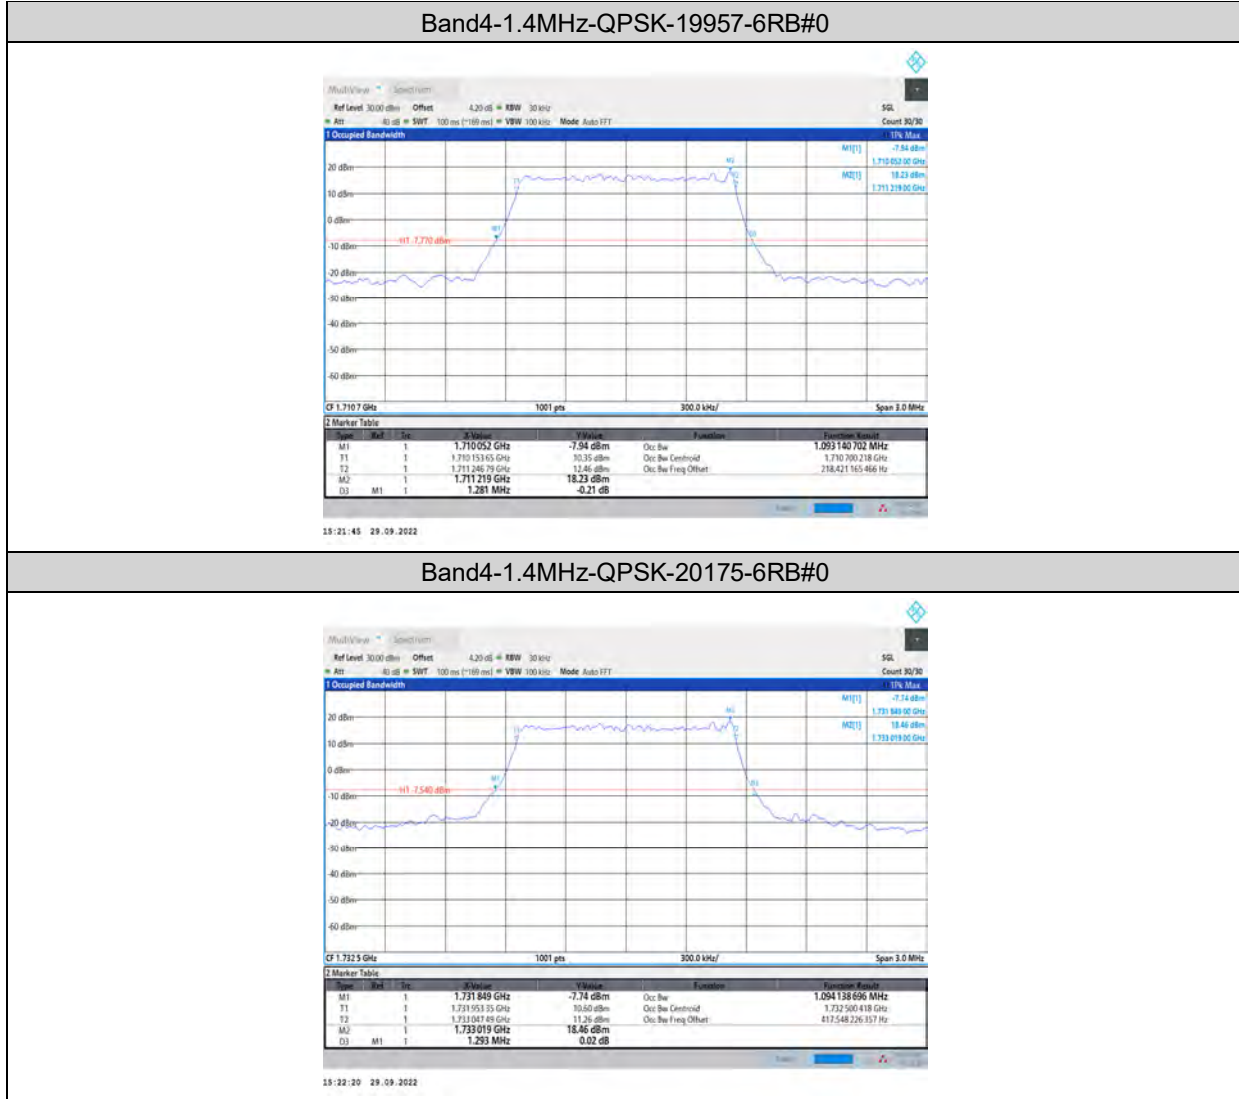 Band4-1.4MHz-QPSK-19957-6RB#0
MultiView Spectrum
Ref Level 30.00 dBm Offset 4.20 dB RBW 30 kHz SGL
Att 40 dB SWT 100 ms (~169 ms) VBW 100 kHz Mode Auto FFT Count 30/30
1 Occupied Bandwidth 1Pk Max
M1[1] -7.94 dBm
1.710 052 00 GHz
M2[1] 18.23 dBm
1.711 219 00 GHz
M2
20 dBm
T1
T2
10 dBm
0 dBm
M1
D3
H1 -7.770 dBm
-10 dBm
-20 dBm
-30 dBm
-40 dBm
-50 dBm
-60 dBm
CF 1.710 7 GHz 1001 pts 300.0 kHz/ Span 3.0 MHz
2 Marker Table
Type Ref Trc X-Value Y-Value Function Function Result
M1 1 1.710 052 GHz -7.94 dBm Occ Bw 1.093 140 702 MHz
T1 1 1.710 153 65 GHz 10.35 dBm Occ Bw Centroid 1.710 700 218 GHz
T2 1 1.711 246 79 GHz 12.46 dBm Occ Bw Freq Offset 218.421 165 466 Hz
M2 1 1.711 219 GHz 18.23 dBm
D3 M1 1 1.281 MHz -0.21 dB
15:21:45 29.09.2022
Band4-1.4MHz-QPSK-20175-6RB#0
MultiView Spectrum
Ref Level 30.00 dBm Offset 4.20 dB RBW 30 kHz SGL
Att 40 dB SWT 100 ms (~169 ms) VBW 100 kHz Mode Auto FFT Count 30/30
1 Occupied Bandwidth 1Pk Max
M1[1] -7.74 dBm
1.731 849 00 GHz
M2[1] 18.46 dBm
1.733 019 00 GHz
M2
20 dBm
T1
T2
10 dBm
0 dBm
M1
D3
H1 -7.540 dBm
-10 dBm
-20 dBm
-30 dBm
-40 dBm
-50 dBm
-60 dBm
CF 1.732 5 GHz 1001 pts 300.0 kHz/ Span 3.0 MHz
2 Marker Table
Type Ref Trc X-Value Y-Value Function Function Result
M1 1 1.731 849 GHz -7.74 dBm Occ Bw 1.094 138 696 MHz
T1 1 1.731 953 35 GHz 10.60 dBm Occ Bw Centroid 1.732 500 418 GHz
T2 1 1.733 047 49 GHz 11.26 dBm Occ Bw Freq Offset 417.548 226 357 Hz
M2 1 1.733 019 GHz 18.46 dBm
D3 M1 1 1.293 MHz 0.02 dB
15:22:20 29.09.2022